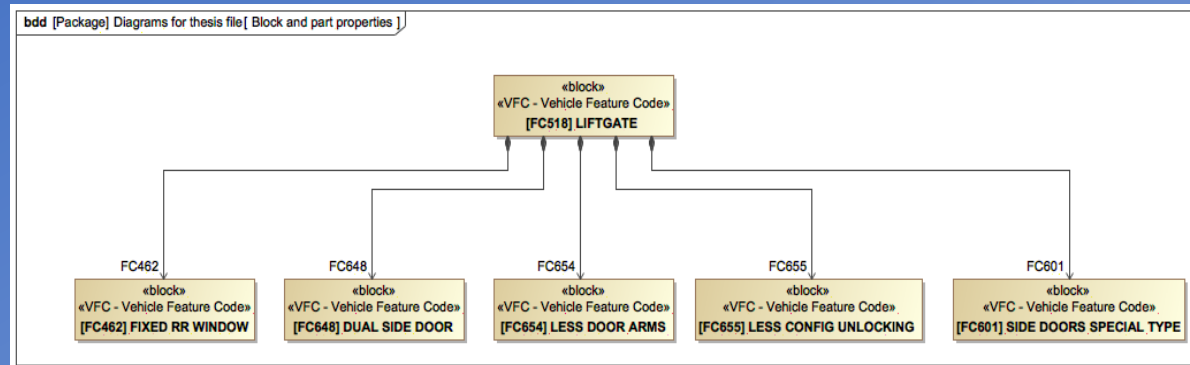 bdd [Package] Diagrams for thesis file[ Block and part properties ]
«block»
«VFC - Vehicle Feature Code»
[FC518] LIFTGATE
FC462
FC648
FC654
FC655
FC601
«block»
«VFC - Vehicle Feature Code»
[FC462] FIXED RR WINDOW
«block»
«VFC - Vehicle Feature Code»
[FC648] DUAL SIDE DOOR
«block»
«VFC - Vehicle Feature Code»
[FC654] LESS DOOR ARMS
«block»
«VFC - Vehicle Feature Code»
[FC655] LESS CONFIG UNLOCKING
«block»
«VFC - Vehicle Feature Code»
[FC601] SIDE DOORS SPECIAL TYPE